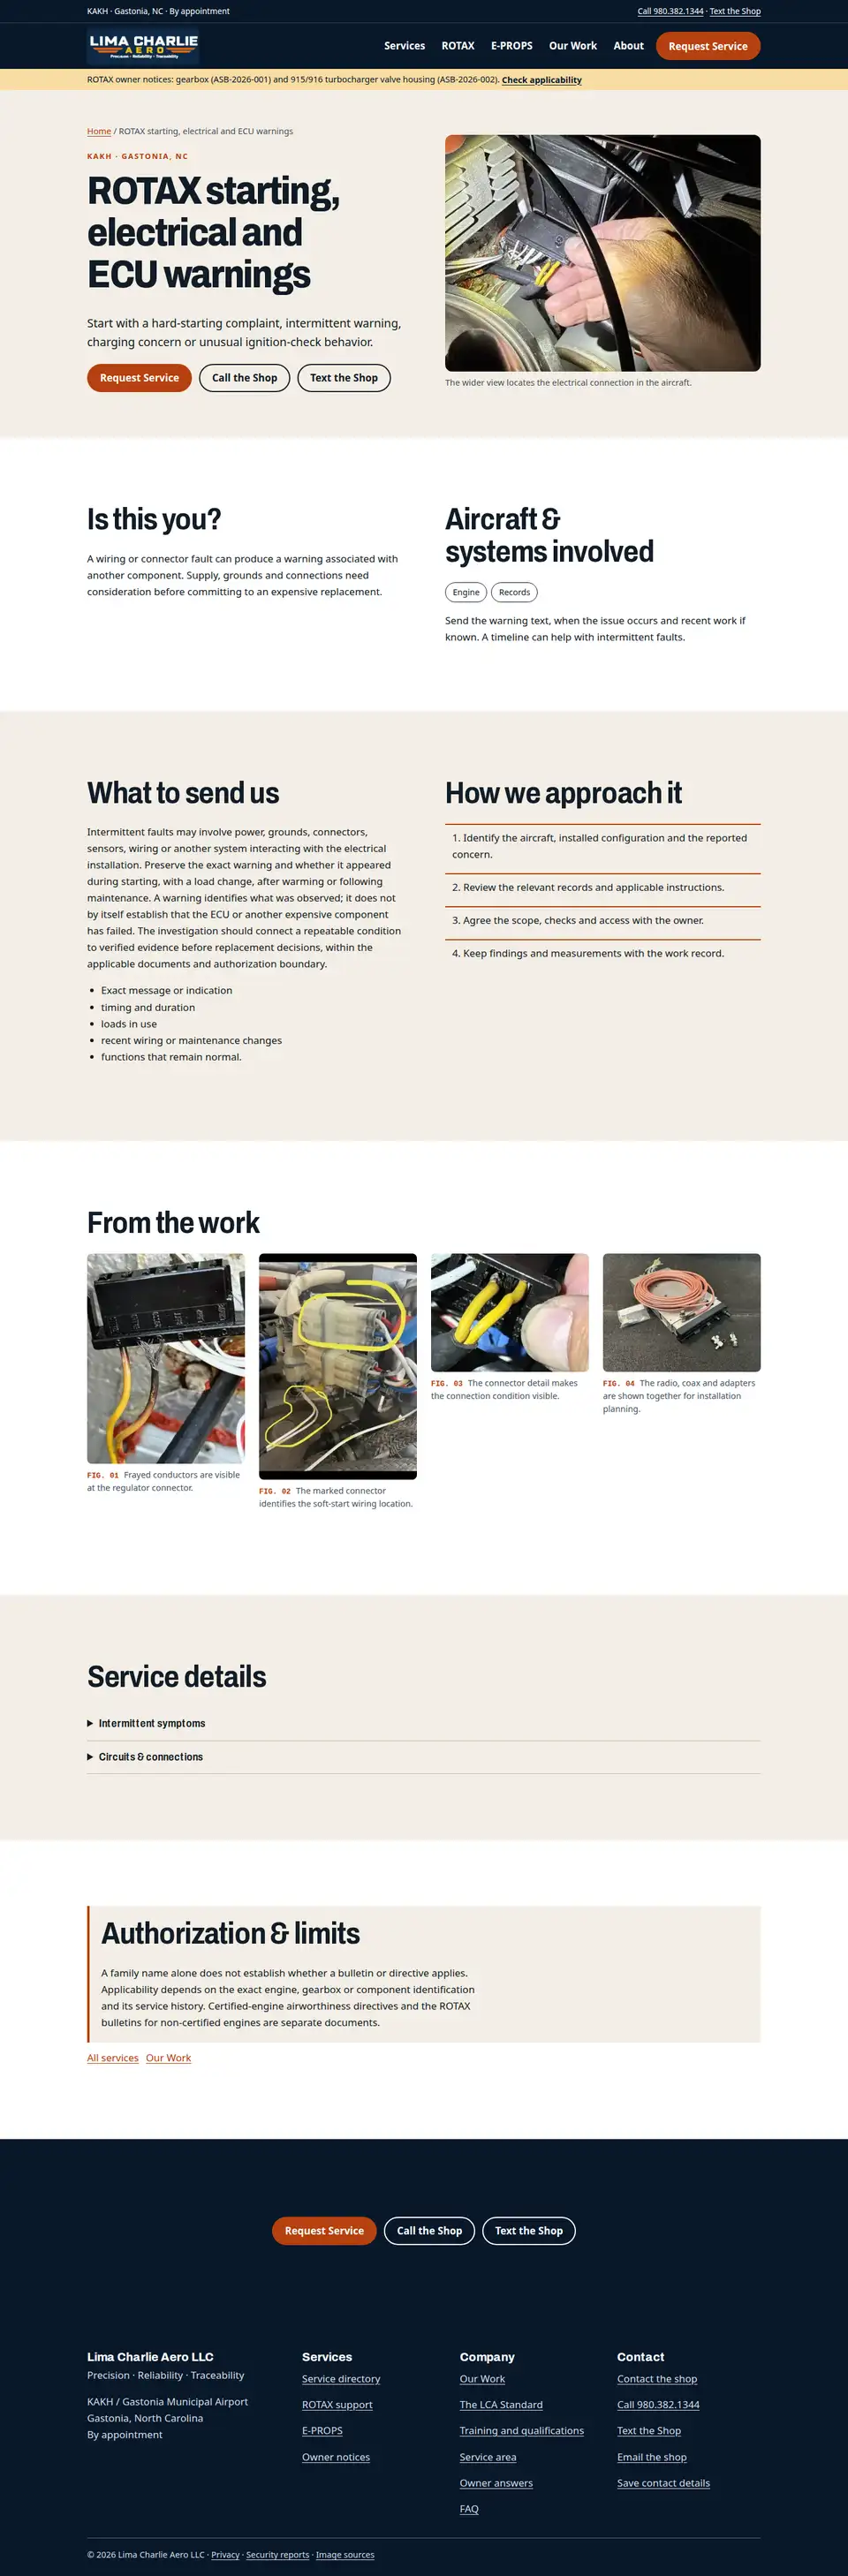 KAKH · Gastonia, NC · By appointment
Call 980.382.1344 · Text the Shop
LIMA CHARLIE
AERO
Precision · Reliability · Traceability
Services ROTAX E-PROPS Our Work About Request Service
ROTAX owner notices: gearbox (ASB-2026-001) and 915/916 turbocharger valve housing (ASB-2026-002). Check applicability
Home / ROTAX starting, electrical and ECU warnings
KAKH · GASTONIA, NC
ROTAX starting,
electrical and
ECU warnings
Start with a hard-starting complaint, intermittent warning,
charging concern or unusual ignition-check behavior.
Request Service Call the Shop Text the Shop
The wider view locates the electrical connection in the aircraft.
Is this you?
A wiring or connector fault can produce a warning associated with
another component. Supply, grounds and connections need
consideration before committing to an expensive replacement.
Aircraft &
systems involved
Engine Records
Send the warning text, when the issue occurs and recent work if
known. A timeline can help with intermittent faults.
What to send us
Intermittent faults may involve power, grounds, connectors,
sensors, wiring or another system interacting with the electrical
installation. Preserve the exact warning and whether it appeared
during starting, with a load change, after warming or following
maintenance. A warning identifies what was observed; it does not
by itself establish that the ECU or another expensive component
has failed. The investigation should connect a repeatable condition
to verified evidence before replacement decisions, within the
applicable documents and authorization boundary.
• Exact message or indication
• timing and duration
• loads in use
• recent wiring or maintenance changes
• functions that remain normal.
How we approach it
1. Identify the aircraft, installed configuration and the reported
concern.
2. Review the relevant records and applicable instructions.
3. Agree the scope, checks and access with the owner.
4. Keep findings and measurements with the work record.
From the work
FIG. 01 Frayed conductors are visible
at the regulator connector.
FIG. 02 The marked connector
identifies the soft-start wiring location.
FIG. 03 The connector detail makes
the connection condition visible.
FIG. 04 The radio, coax and adapters
are shown together for installation
planning.
Service details
Intermittent symptoms
Circuits & connections
Authorization & limits
A family name alone does not establish whether a bulletin or directive applies.
Applicability depends on the exact engine, gearbox or component identification
and its service history. Certified-engine airworthiness directives and the ROTAX
bulletins for non-certified engines are separate documents.
All services Our Work
Request Service Call the Shop Text the Shop
Lima Charlie Aero LLC
Precision · Reliability · Traceability
KAKH / Gastonia Municipal Airport
Gastonia, North Carolina
By appointment
Services
Service directory
ROTAX support
E-PROPS
Owner notices
Company
Our Work
The LCA Standard
Training and qualifications
Service area
Owner answers
FAQ
Contact
Contact the shop
Call 980.382.1344
Text the Shop
Email the shop
Save contact details
© 2026 Lima Charlie Aero LLC · Privacy · Security reports · Image sources